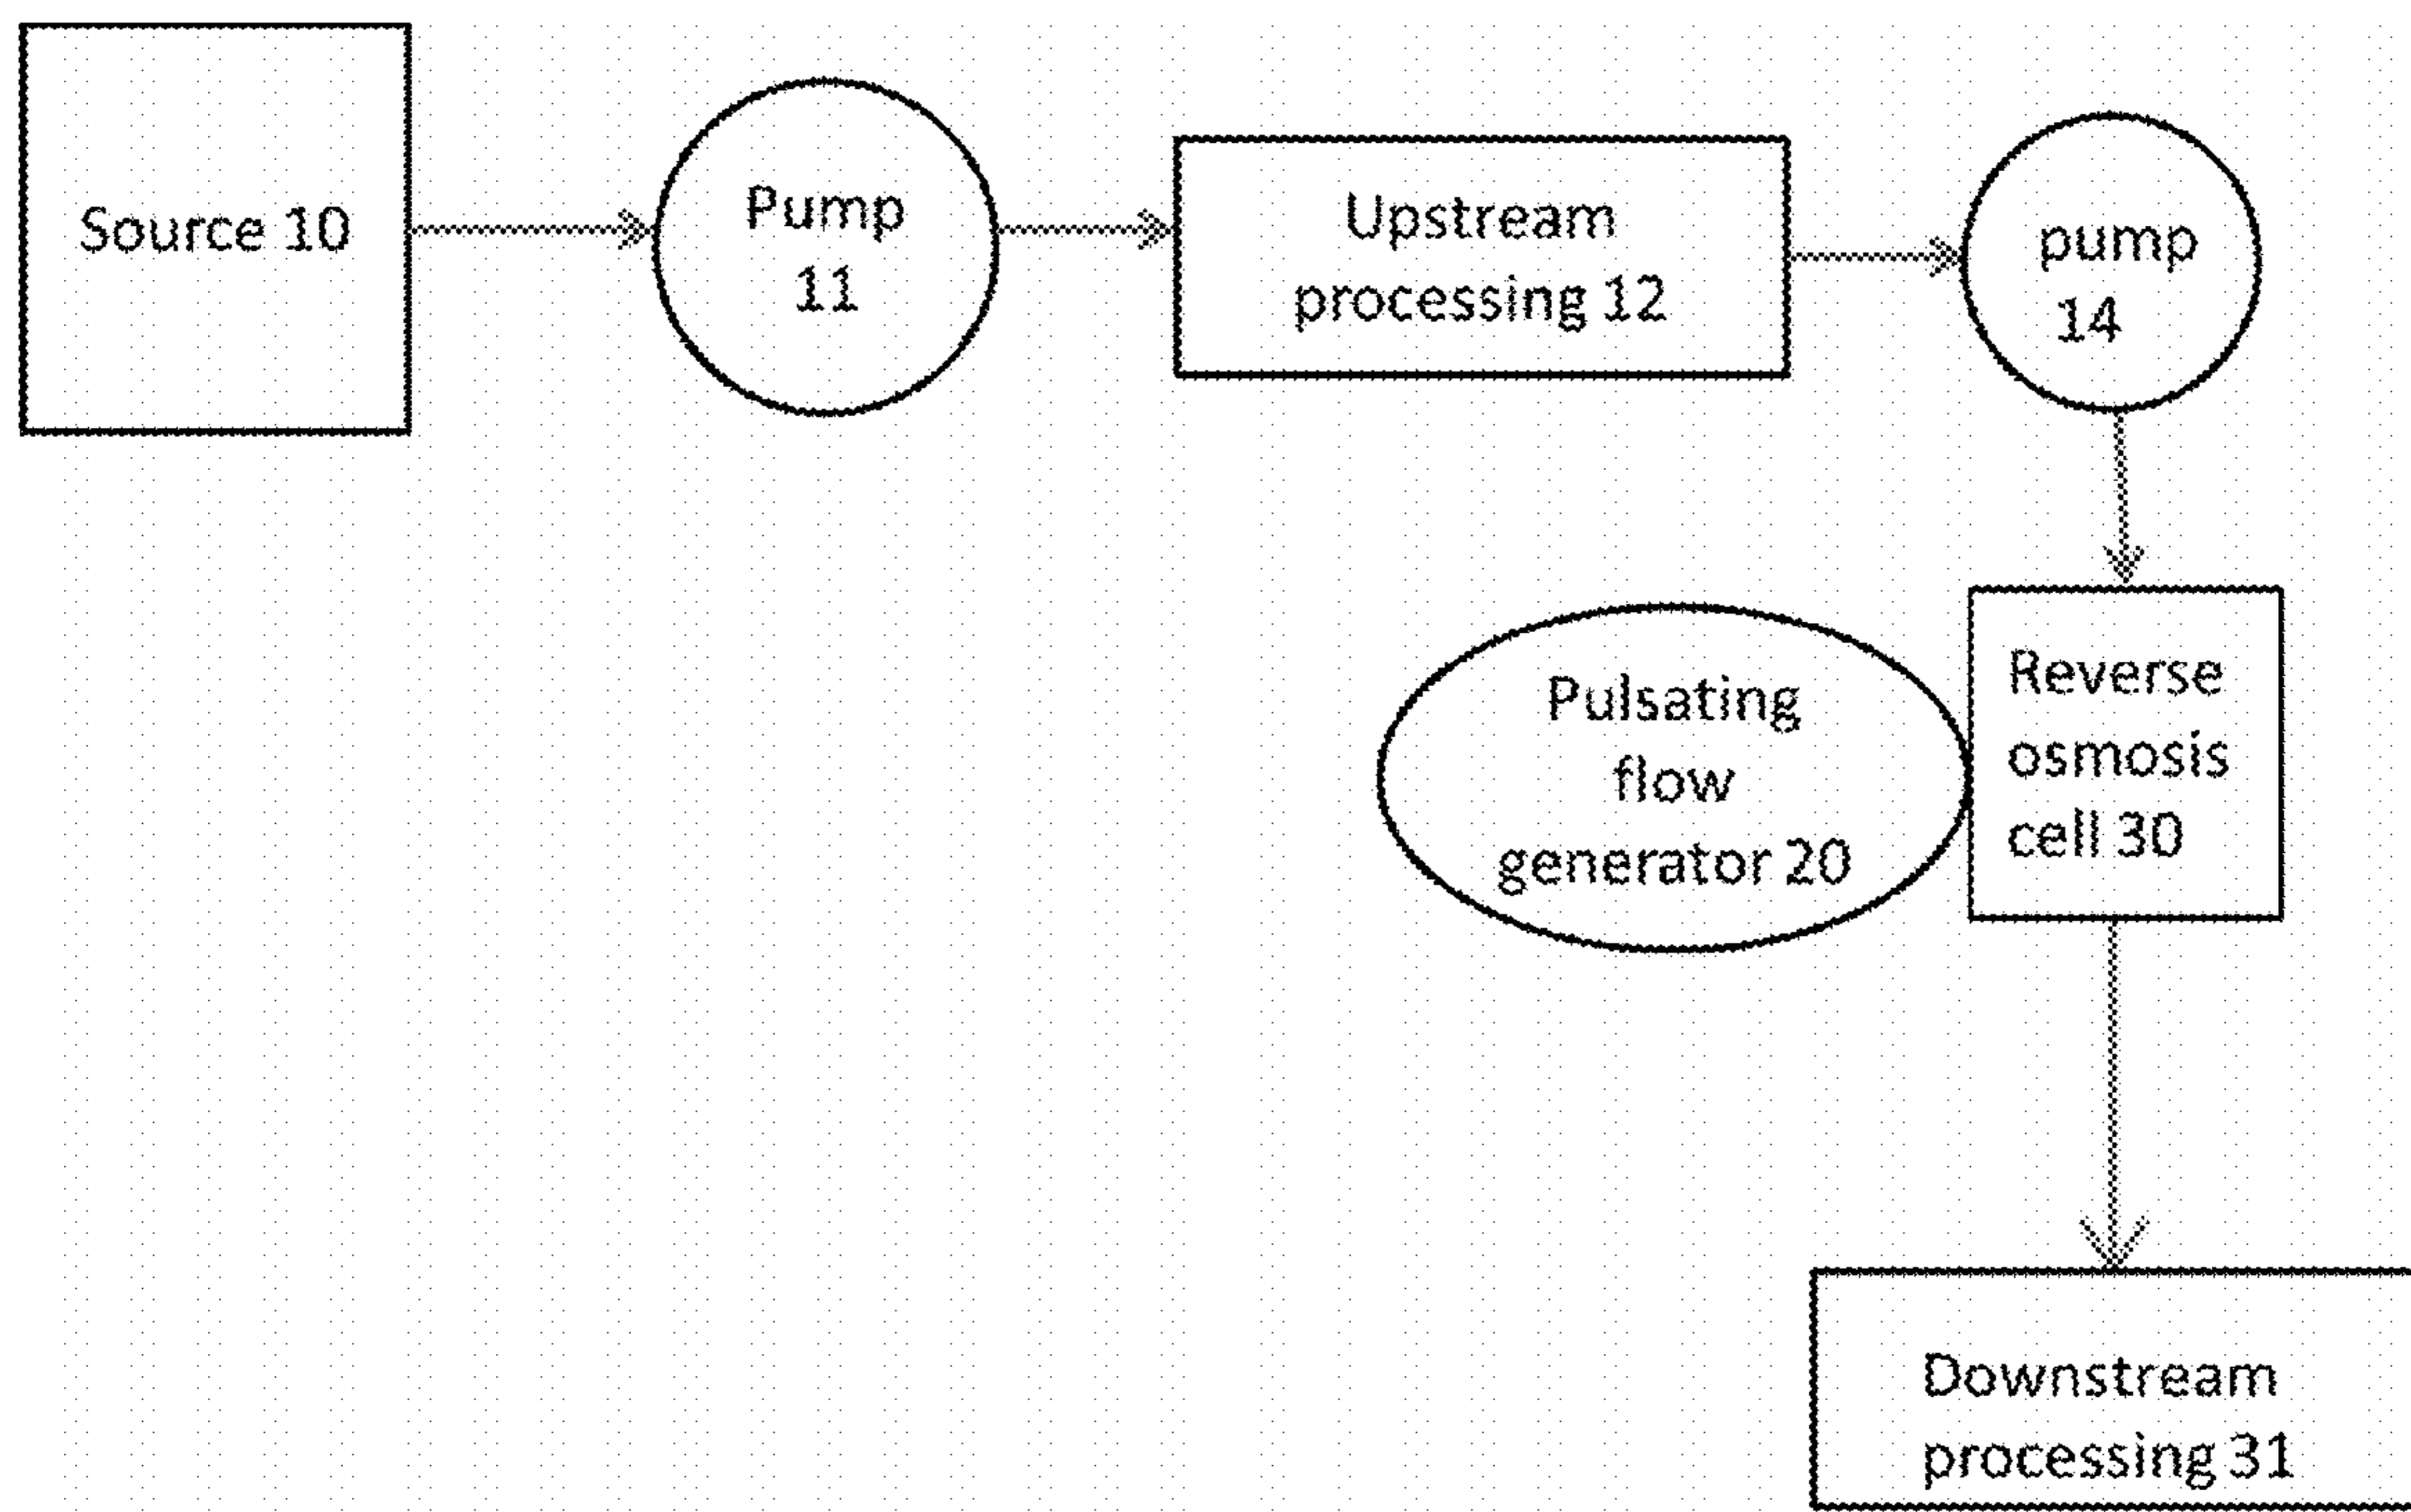 Source 10
Pump
11
Upstream
processing 12
pump
14
Pulsating
flow
generator 20
Reverse
osmosis
cell 30
Downstream
processing 31